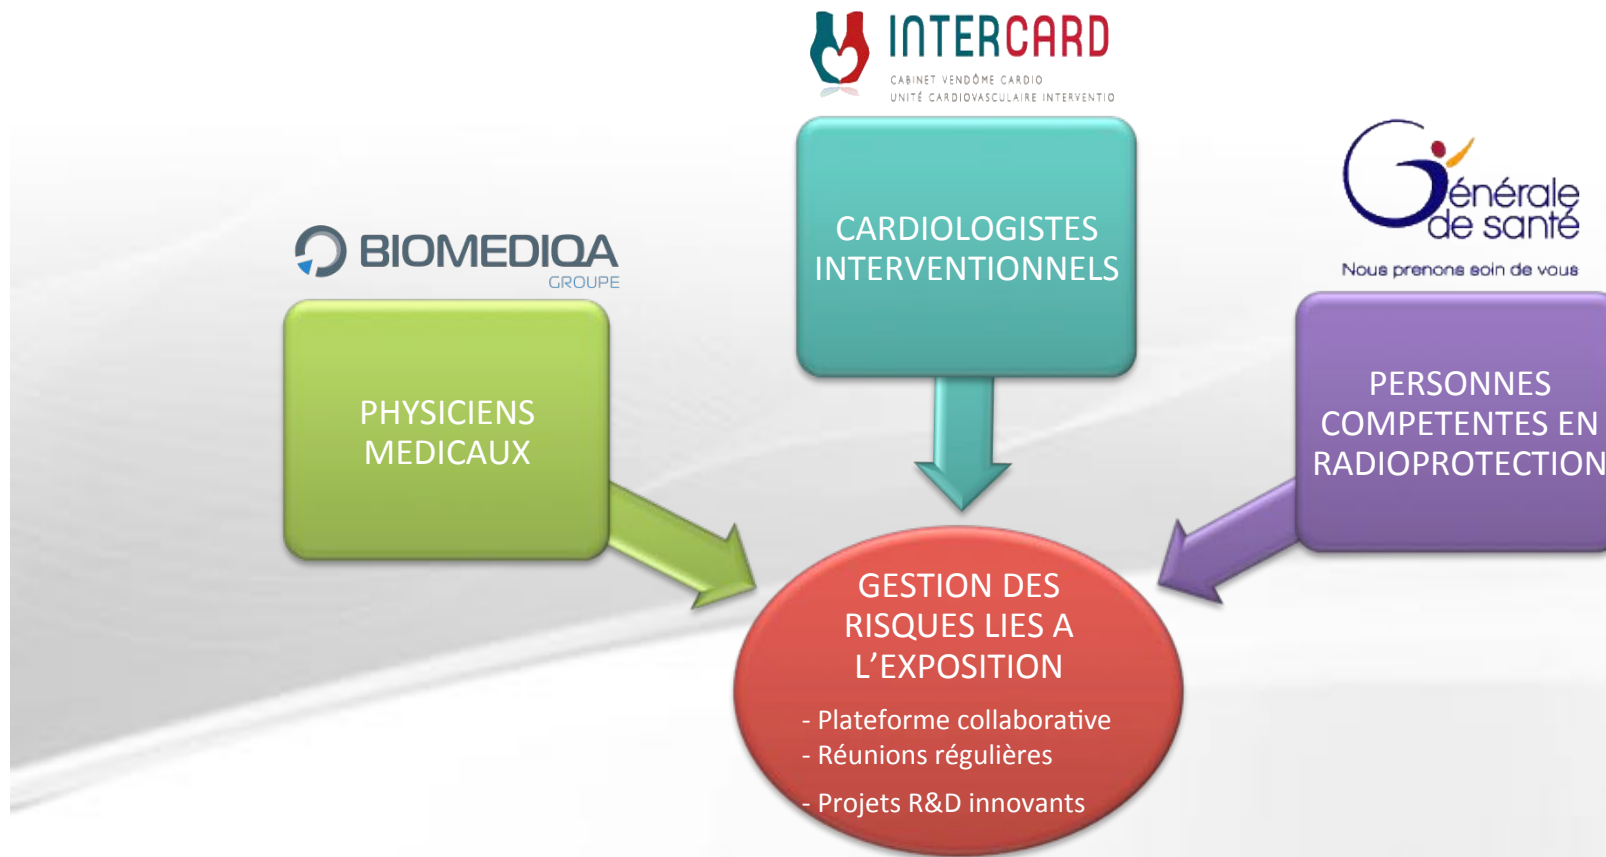 INTERCARD
CABINET VENDÔME CARDIO
UNITÉ CARDIOVASCULAIRE INTERVENTIO
CARDIOLOGISTES
INTERVENTIONNELS
Générale
de santé
Nous prenons soin de vous
BIOMEDIQA
GROUPE
PHYSICIENS
MEDICAUX
PERSONNES
COMPETENTES EN
RADIOPROTECTION
GESTION DES
RISQUES LIES A
L’EXPOSITION
- Plateforme collaborative
- Réunions régulières
- Projets R&D innovants